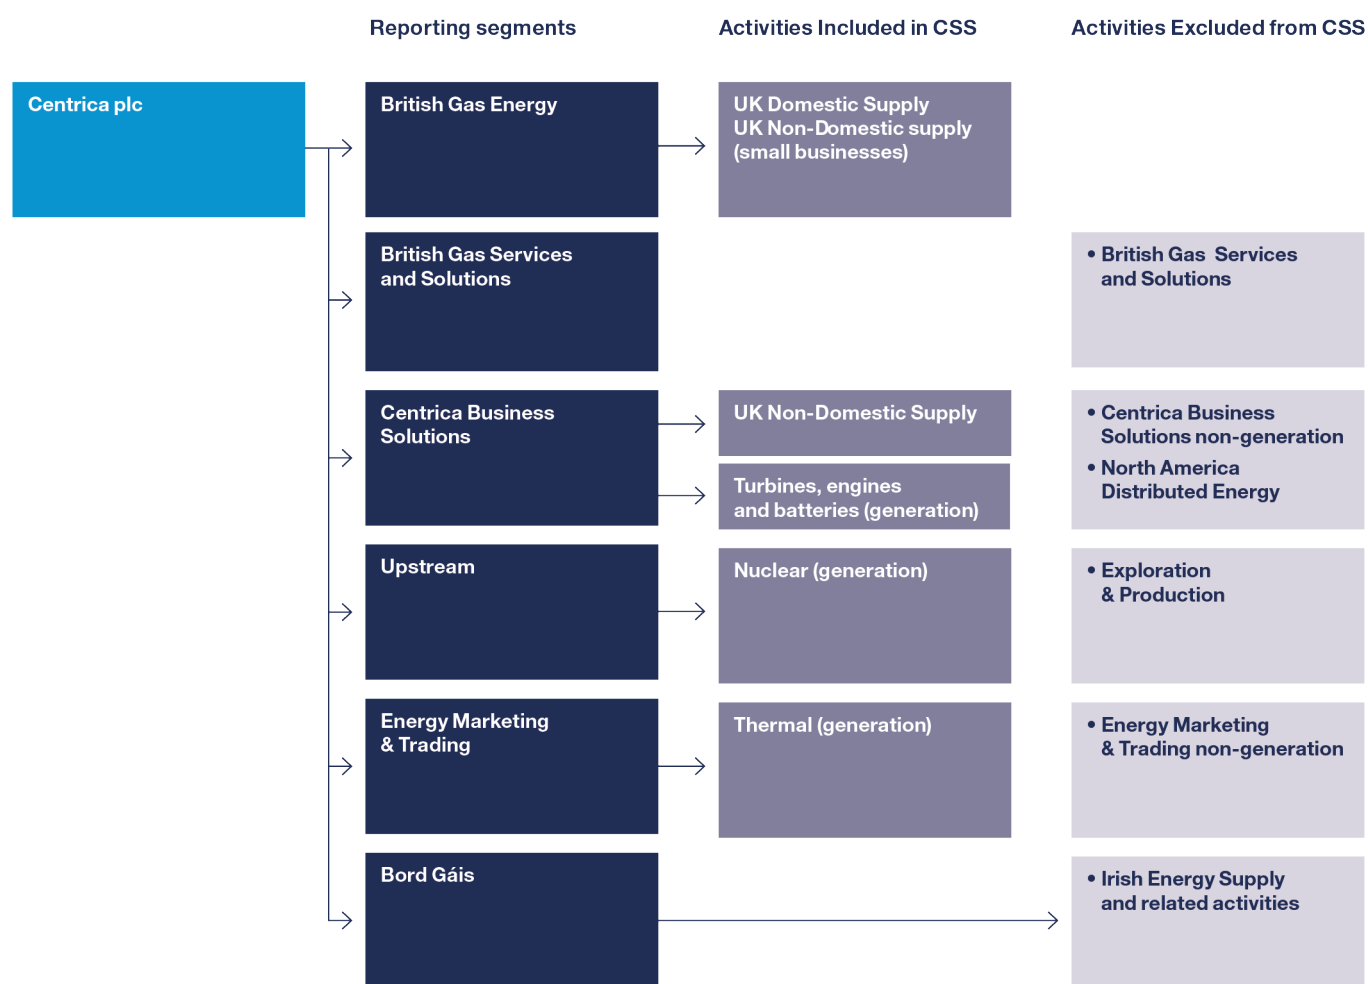 Reporting segments
Activities Included in CSS
Activities Excluded from CSS
Centrica plc
British Gas Energy
UK Domestic Supply
UK Non-Domestic supply
(small businesses)
British Gas Services
and Solutions
• British Gas  Services
and Solutions
Centrica Business
Solutions
UK Non-Domestic Supply
Turbines, engines
and batteries (generation)
• Centrica Business
Solutions non-generation
• North America
Distributed Energy
Upstream
Nuclear (generation)
• Exploration
& Production
Energy Marketing
& Trading
Thermal (generation)
• Energy Marketing
& Trading non-generation
Bord Gáis
• Irish Energy Supply
and related activities